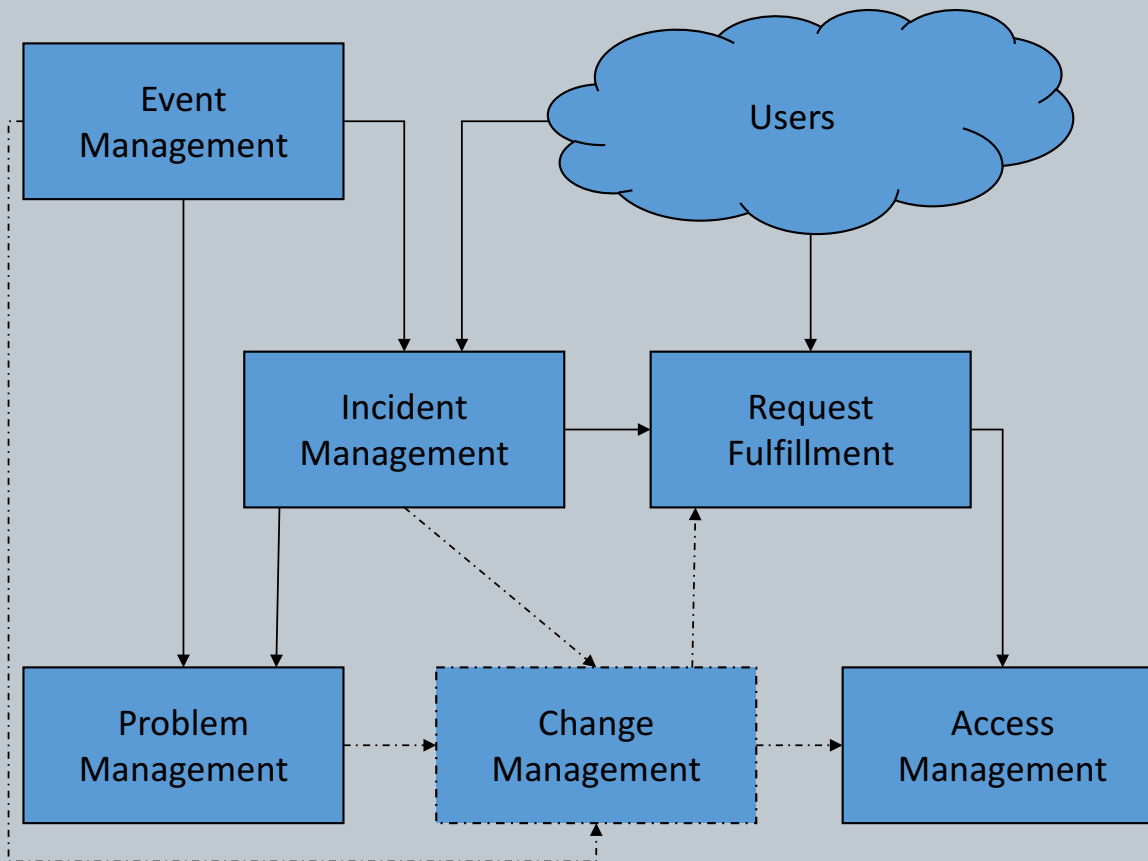 Event
Management
Users
Incident
Management
Request
Fulfillment
Problem
Management
Change
Management
Access
Management